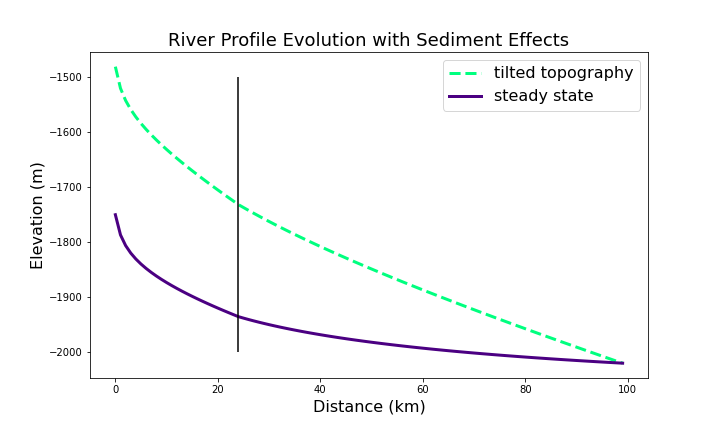 River Profile Evolution with Sediment Effects
tilted topography
steady state
Elevation (m)
−1500
−1600
−1700
−1800
−1900
−2000
0 20 40 60 80 100
Distance (km)